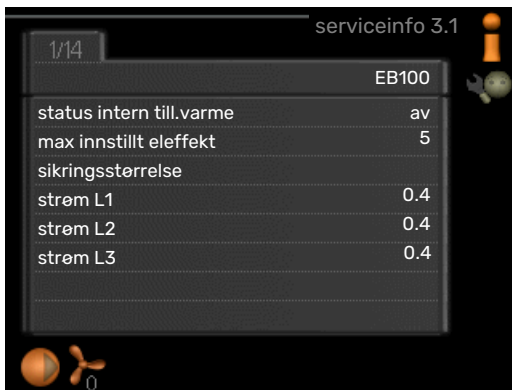 serviceinfo 3.1
1/14
EB100
status intern till.varme av
max innstillt eleffekt 5
sikringsstørrelse
strøm L1 0.4
strøm L2 0.4
strøm L3 0.4
0